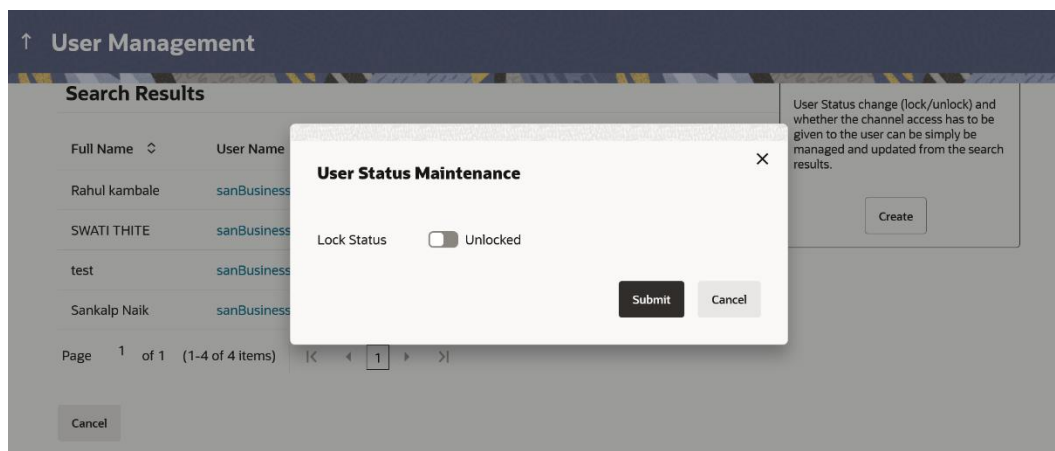 ↑ User Management
Search Results
Full Name User Name
Rahul kambale sanBusiness
SWATI THITE sanBusiness
test sanBusiness
Sankalp Naik sanBusiness
Page 1 of 1 (1-4 of 4 items) 1
Cancel
User Status Maintenance
Lock Status Unlocked
Submit Cancel
User Status change (lock/unlock) and
whether the channel access has to be
given to the user can be simply be
managed and updated from the search
results.
Create